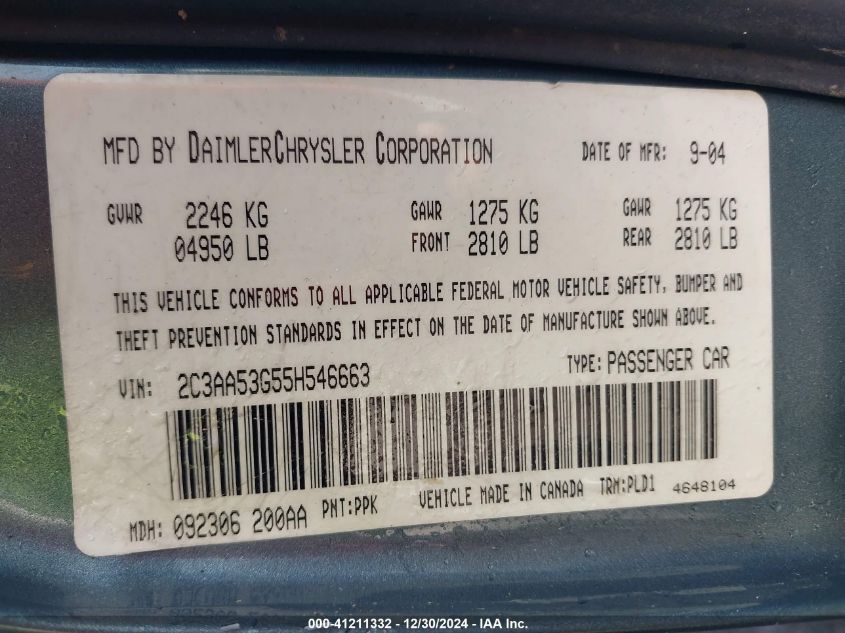 MFD BY DAIMLERCHRYSLER CORPORATION DATE OF MFR: 9-04
GVWR 2246 KG GAWR 1275 KG GAWR 1275 KG
04950 LB FRONT 2810 LB REAR 2810 LB
THIS VEHICLE CONFORMS TO ALL APPLICABLE FEDERAL MOTOR VEHICLE SAFETY, BUMPER AND
THEFT PREVENTION STANDARDS IN EFFECT ON THE DATE OF MANUFACTURE SHOWN ABOVE.
VIN: 2C3AA53G55H546663 TYPE: PASSENGER CAR
MDH: 092306 200AA PNT:PPK VEHICLE MADE IN CANADA TRM:PLD1 4648104
000-41211332 - 12/30/2024 - IAA Inc.